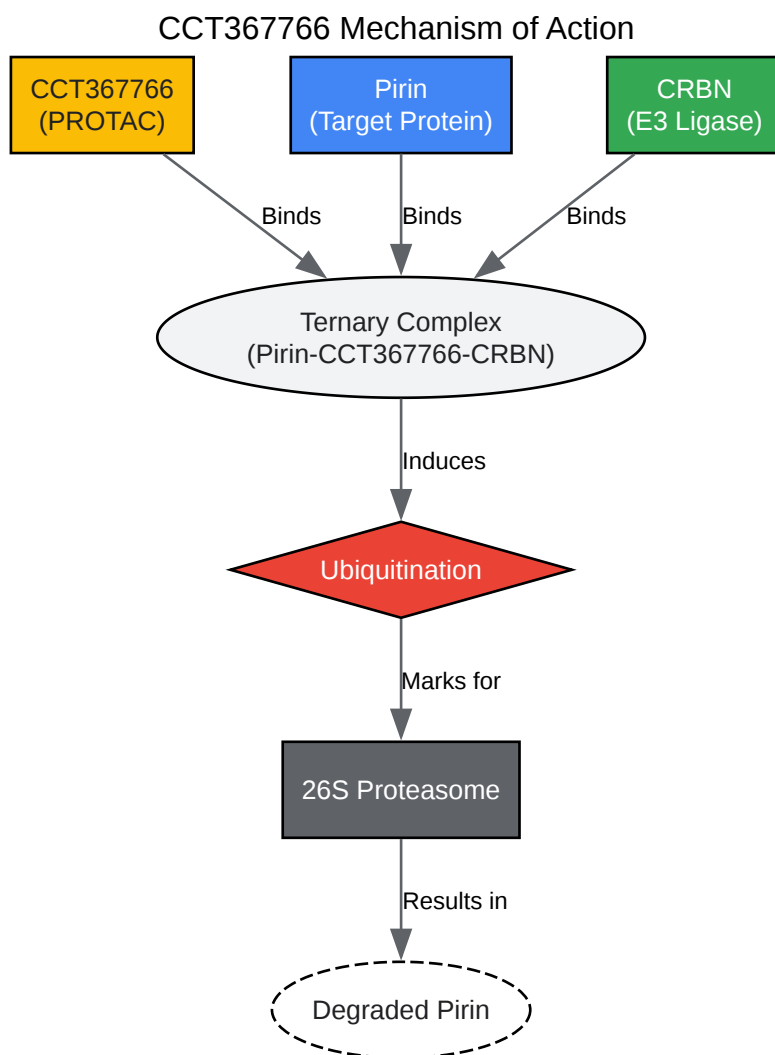 CCT367766 Mechanism of Action
CCT367766
(PROTAC)
Pirin
(Target Protein)
CRBN
(E3 Ligase)
Binds
Binds
Binds
Ternary Complex
(Pirin-CCT367766-CRBN)
Induces
Ubiquitination
Marks for
26S Proteasome
Results in
Degraded Pirin